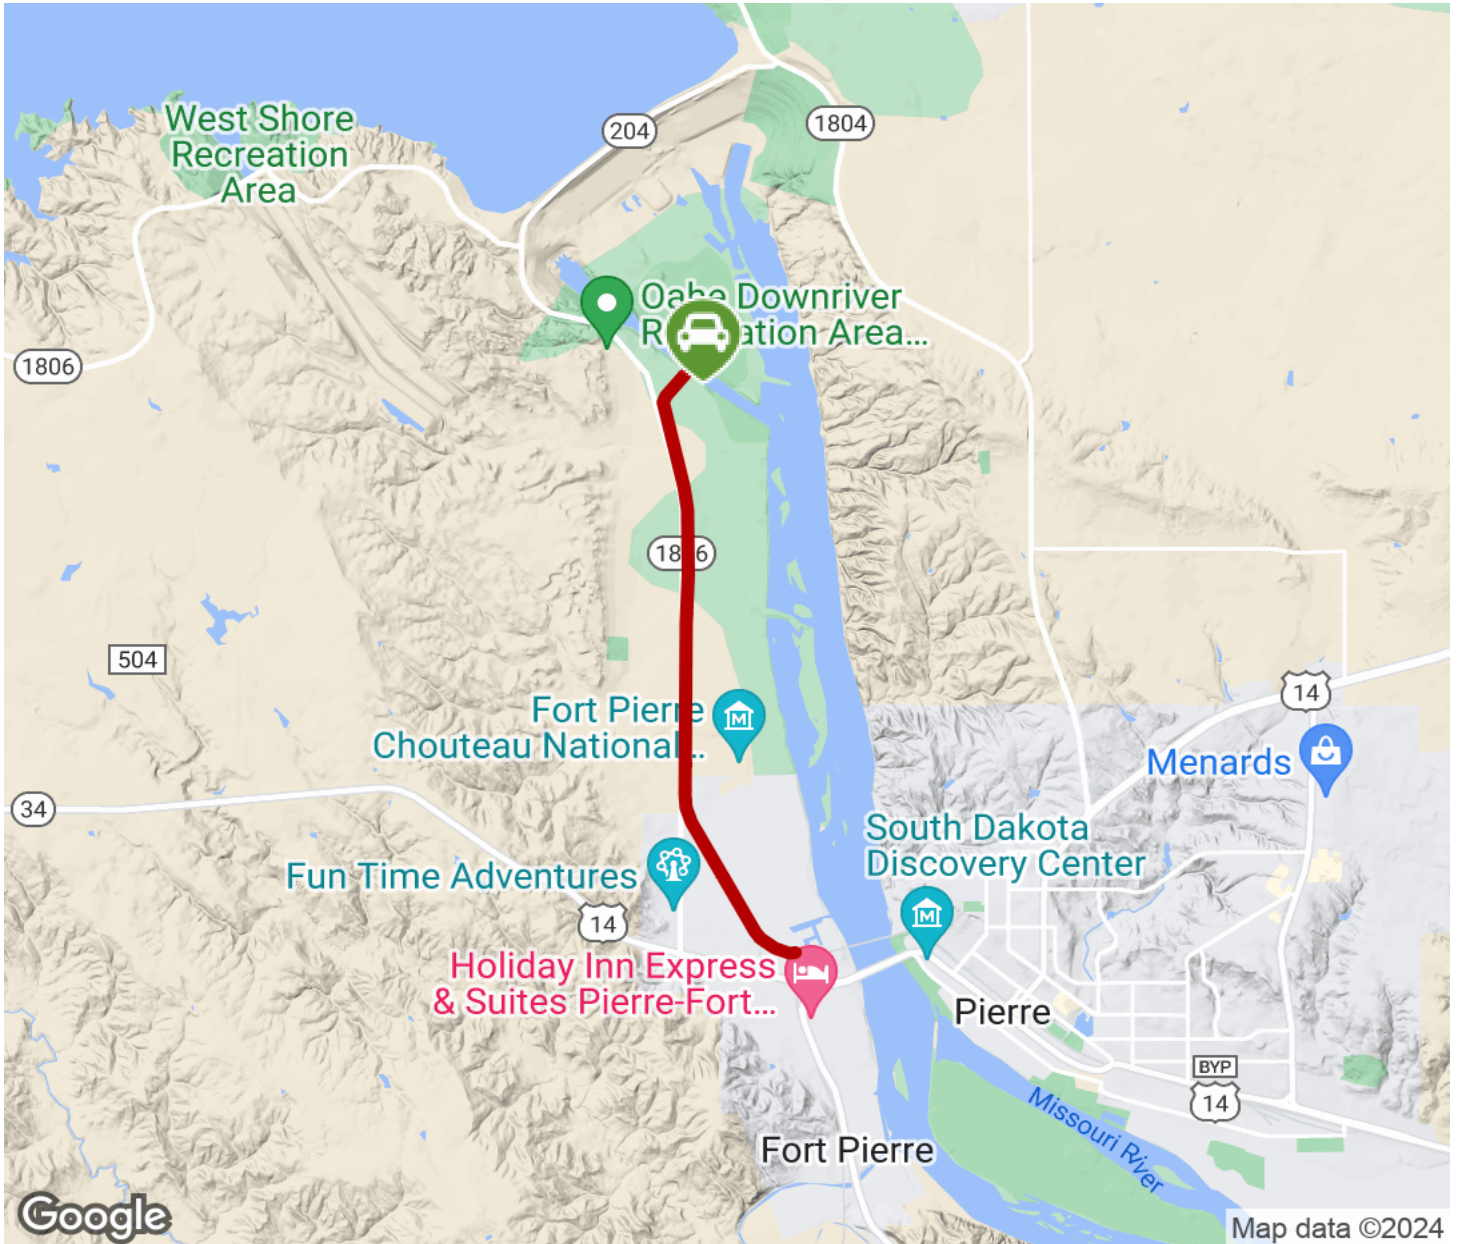 204
1804
West Shore
Recreation
Area
Oahe Downriver
Area...
1806
504
Fort Pierre
Chouteau National...
14
Menards
34
South Dakota
Discovery Center
Fun Time Adventures
14
Holiday Inn Express
& Suites Pierre-Fort...
Pierre
BYP
14
Missouri River
Fort Pierre
Google
Map data ©2024